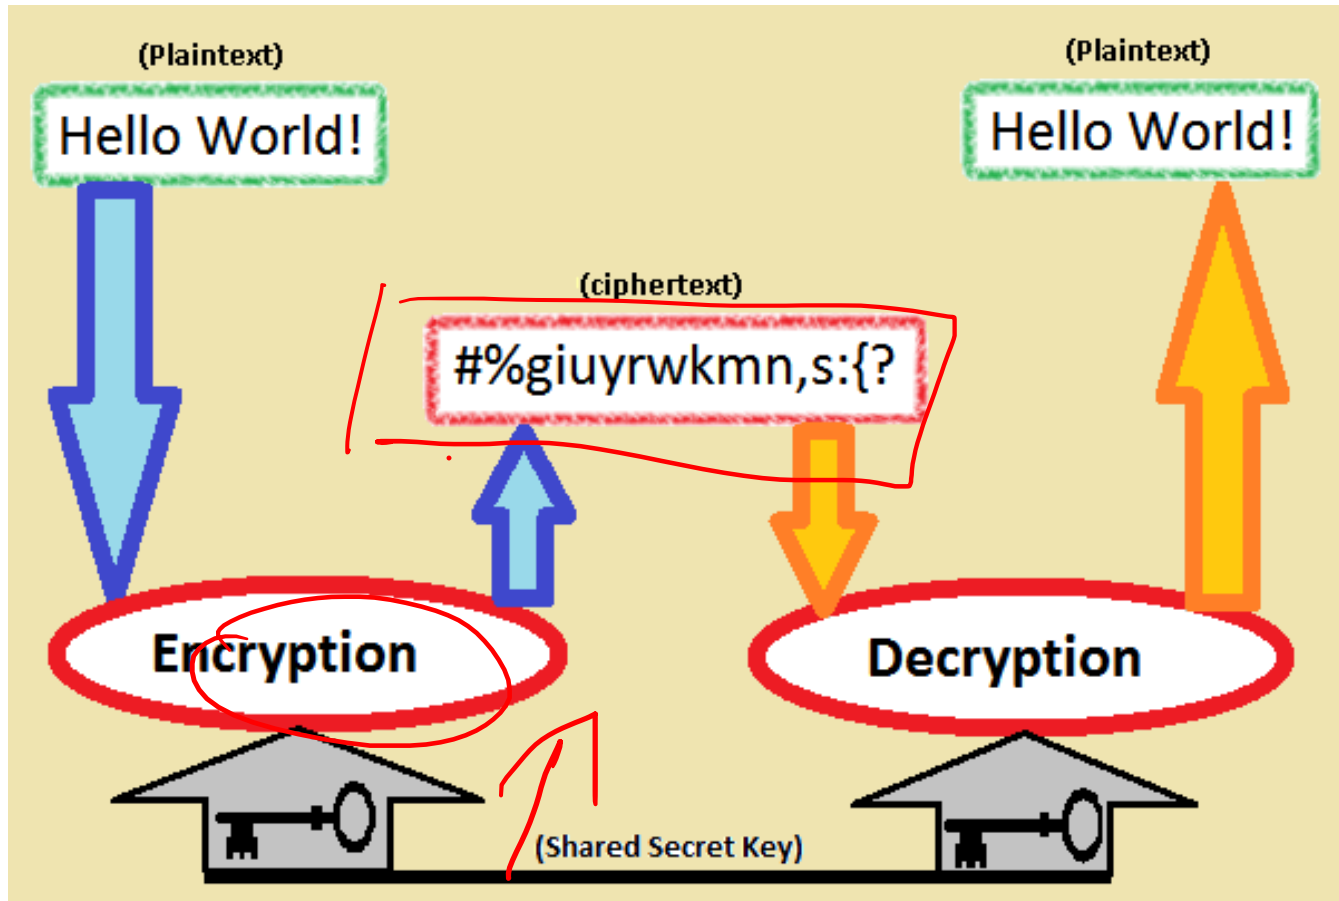 (Plaintext)
Hello World!
(Plaintext)
Hello World!
(ciphertext)
#%giuyrwkmn,s:{?
Encryption
Decryption
(Shared Secret Key)